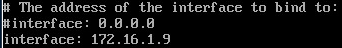 # The address of the interface to bind to:
#interface: 0.0.0.0
interface: 172.16.1.9